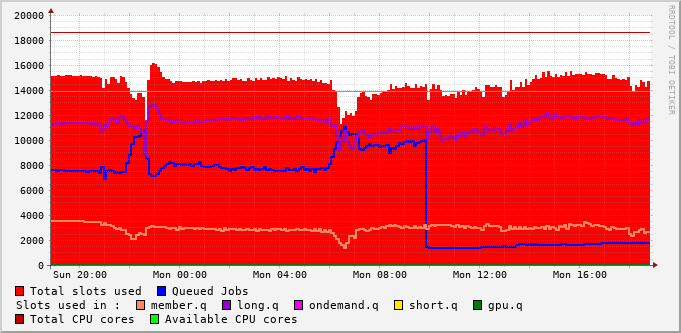 20000
18000
16000
14000
12000
10000
8000
6000
4000
2000
0
Sun 20:00 Mon 00:00 Mon 04:00 Mon 08:00 Mon 12:00 Mon 16:00
RRDTOOL / TOBI OETIKER
Total slots used Queued Jobs
Slots used in : member.q long.q ondemand.q short.q gpu.q
Total CPU cores Available CPU cores